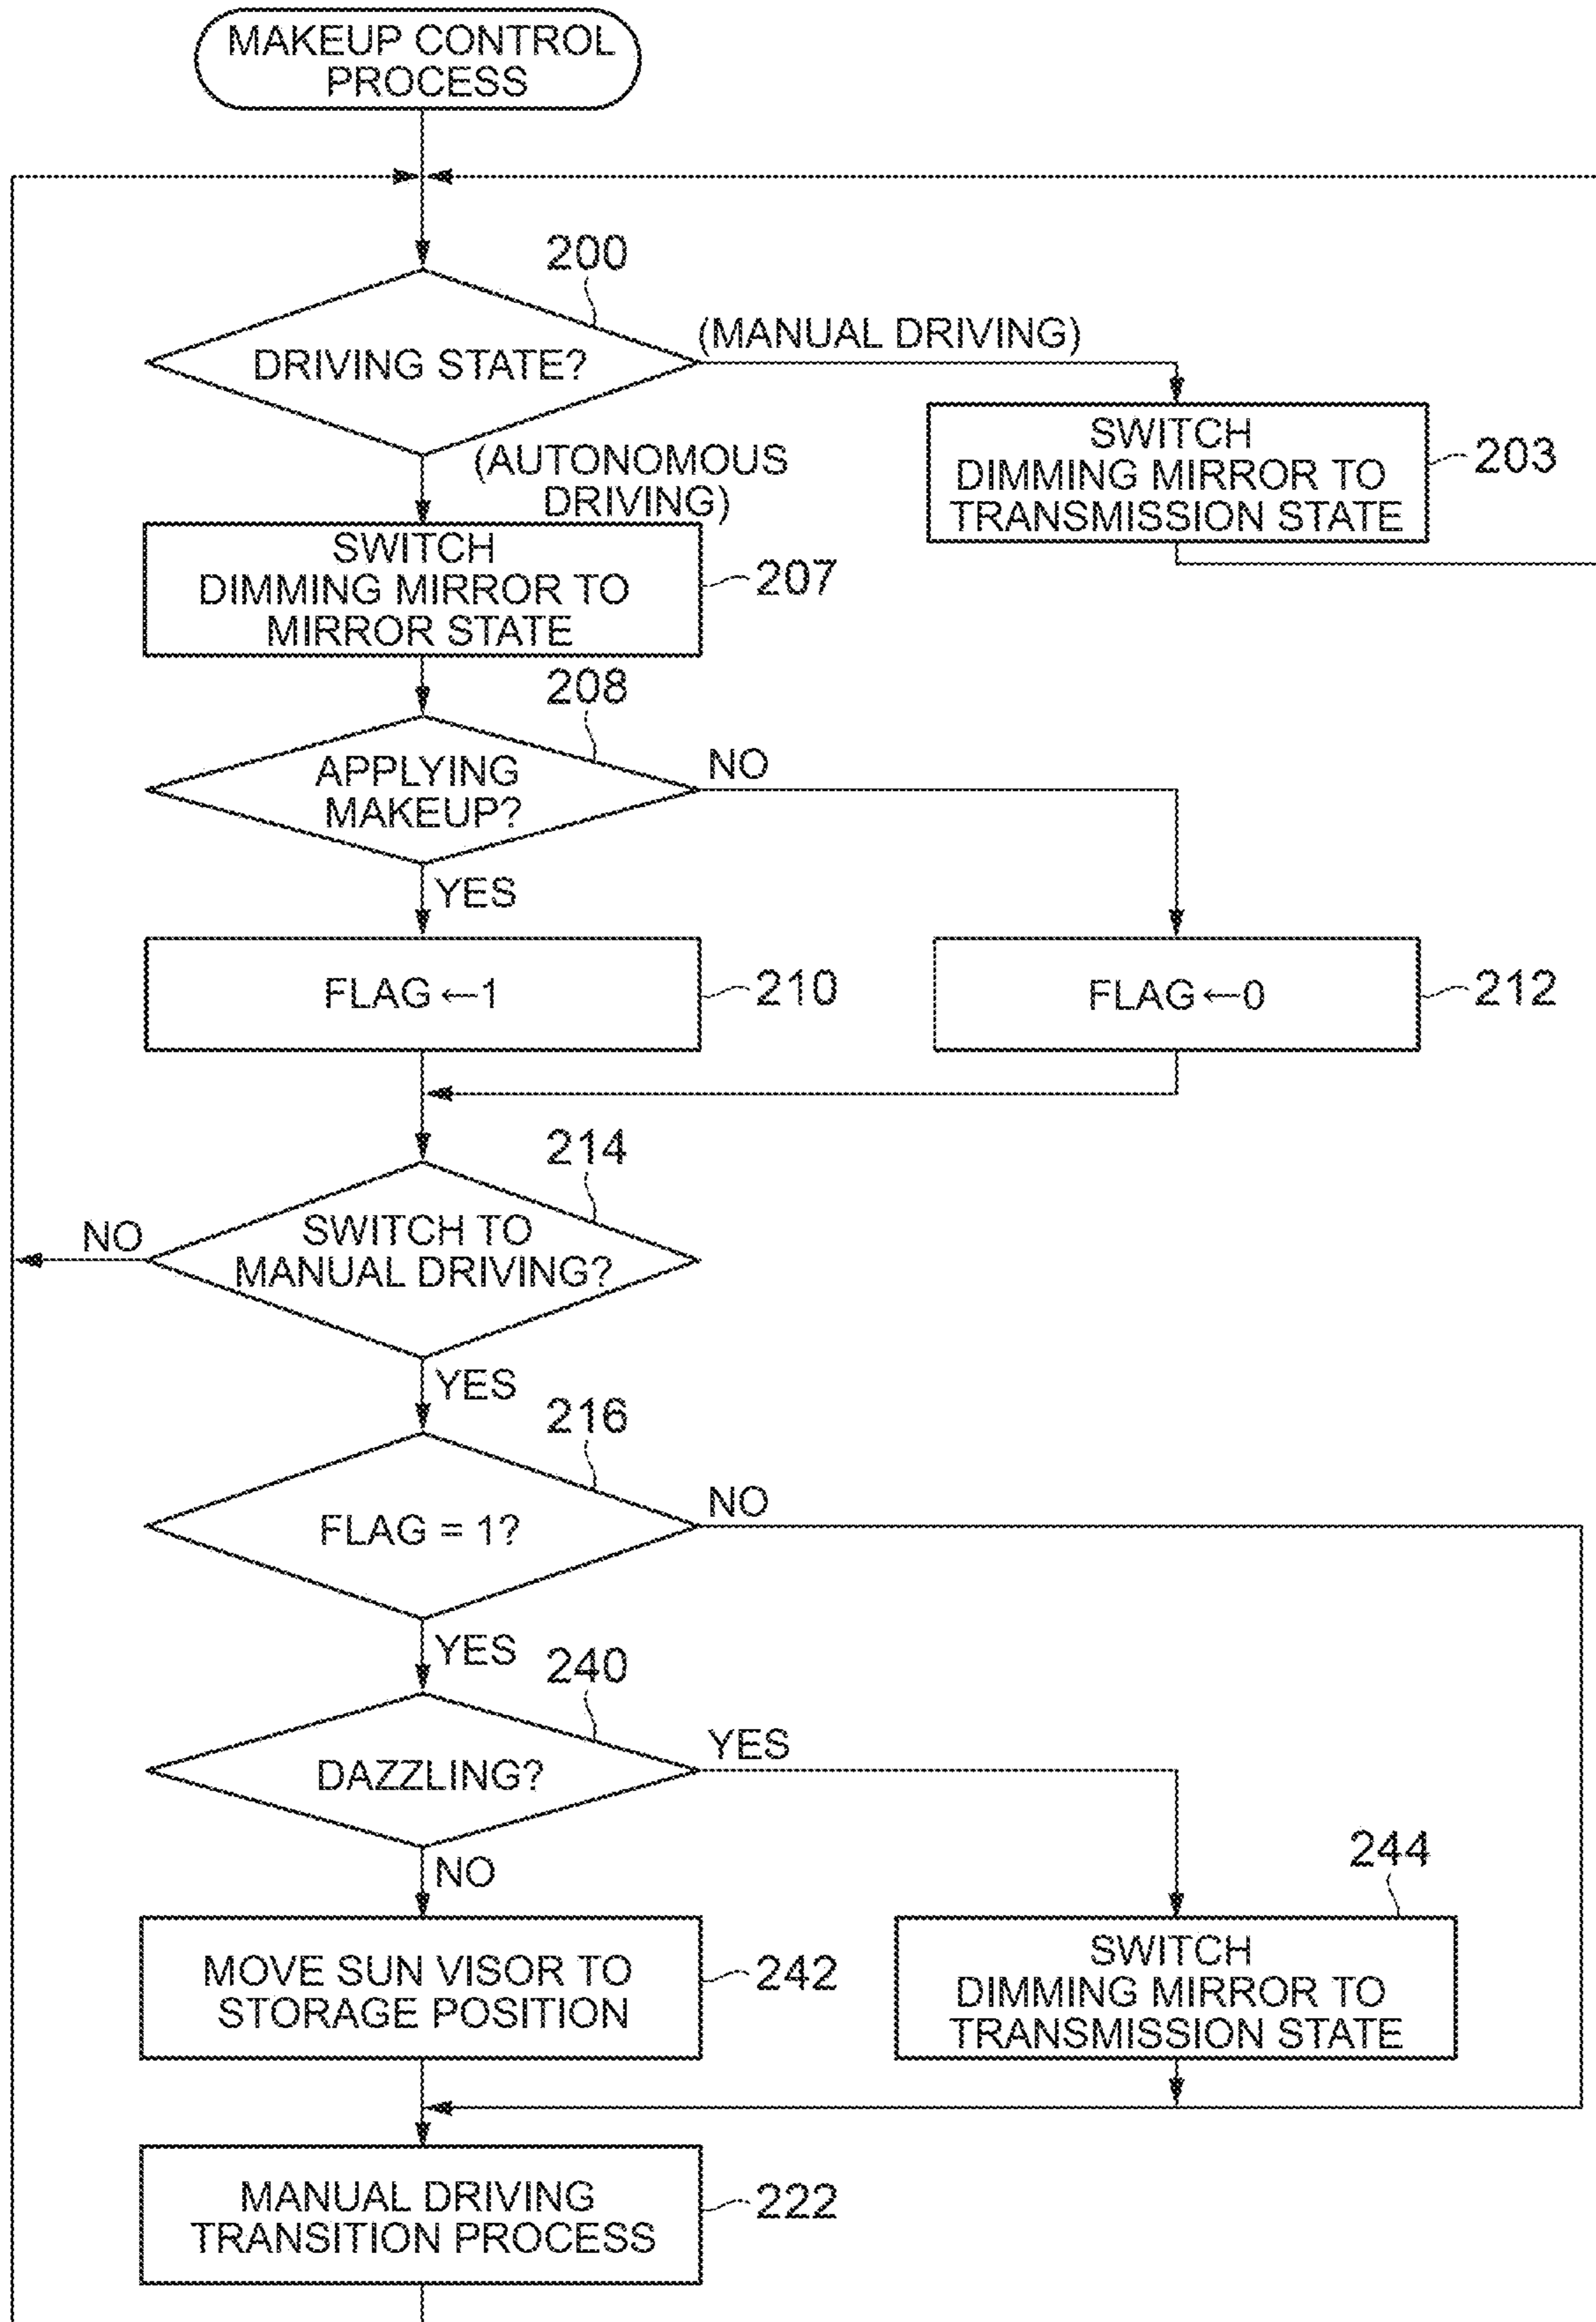 MAKEUP CONTROL
PROCESS
200
DRIVING STATE?
(MANUAL DRIVING)
SWITCH
DIMMING MIRROR TO
TRANSMISSION STATE
203
(AUTONOMOUS
DRIVING)
SWITCH
DIMMING MIRROR TO
MIRROR STATE
207
208
APPLYING
MAKEUP?
NO
YES
FLAG ←1
210
FLAG ←0
212
214
SWITCH TO
MANUAL DRIVING?
NO
YES
216
FLAG = 1?
NO
YES
240
DAZZLING?
YES
NO
MOVE SUN VISOR TO
STORAGE POSITION
242
244
SWITCH
DIMMING MIRROR TO
TRANSMISSION STATE
MANUAL DRIVING
TRANSITION PROCESS
222